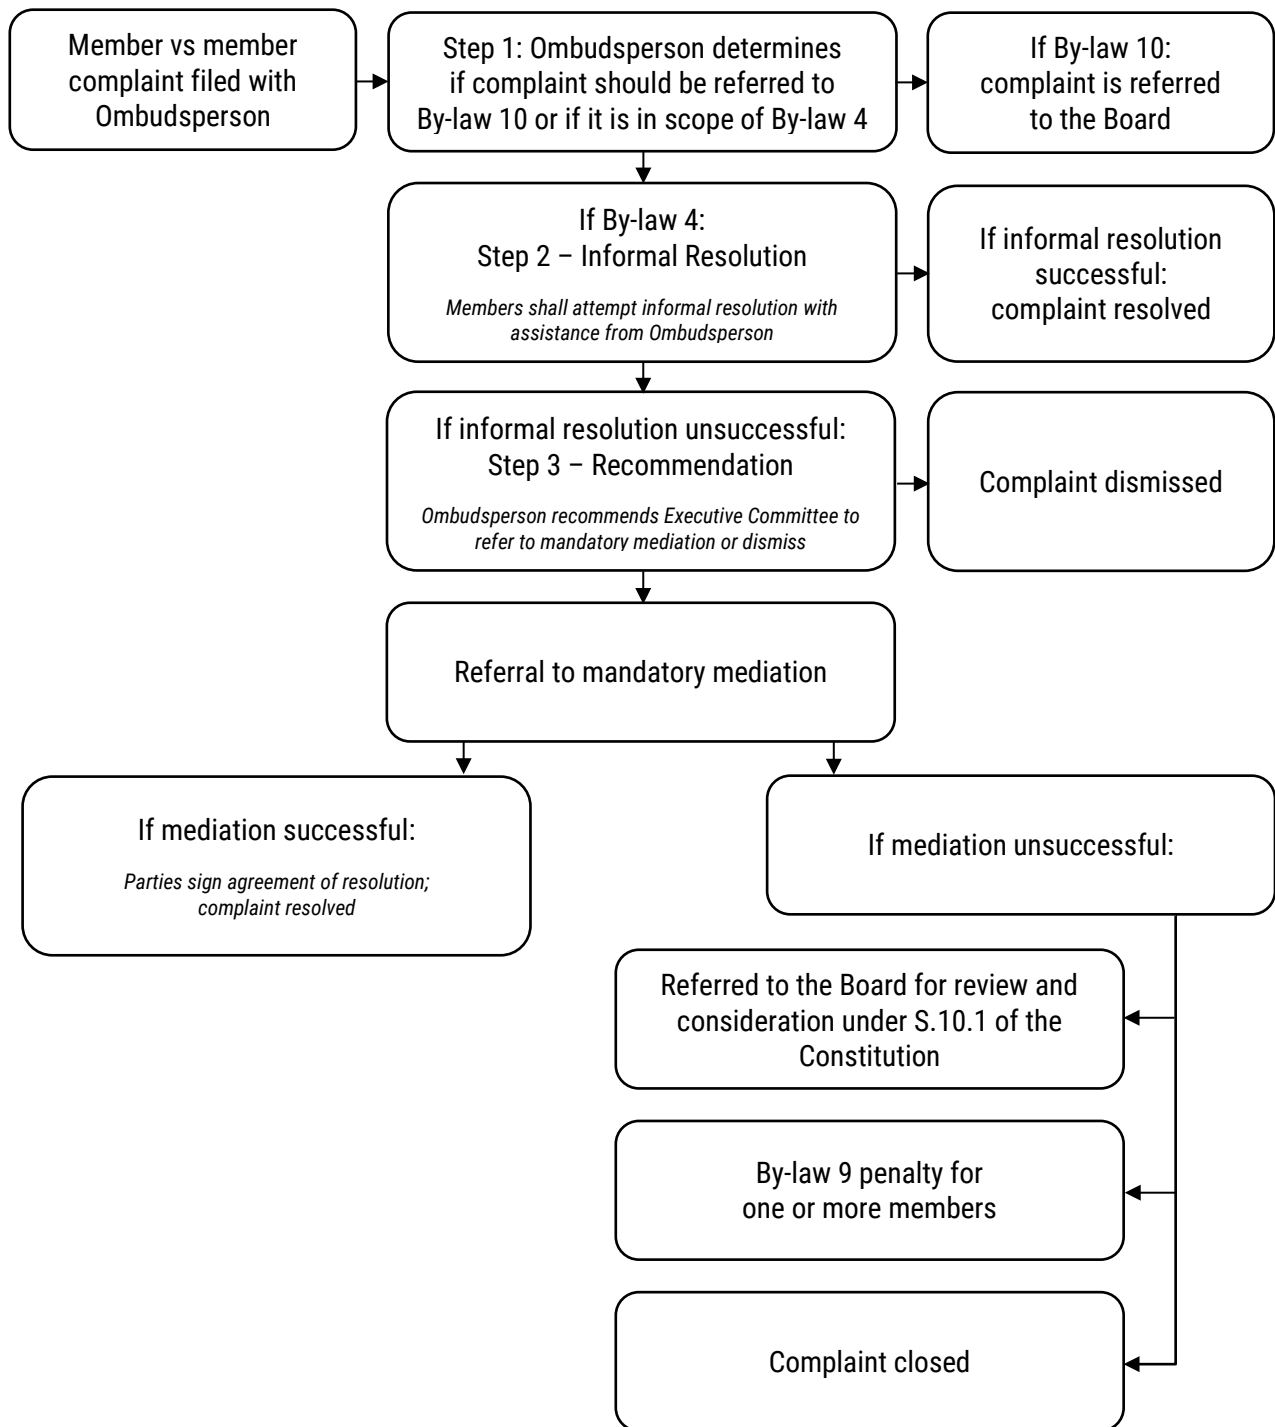 Member vs member
complaint filed with
Ombudsperson
Step 1: Ombudsperson determines
if complaint should be referred to
By-law 10 or if it is in scope of By-law 4
If By-law 10:
complaint is referred
to the Board
If By-law 4:
Step 2 – Informal Resolution
Members shall attempt informal resolution with
assistance from Ombudsperson
If informal resolution
successful:
complaint resolved
If informal resolution unsuccessful:
Step 3 – Recommendation
Ombudsperson recommends Executive Committee to
refer to mandatory mediation or dismiss
Complaint dismissed
Referral to mandatory mediation
If mediation successful:
Parties sign agreement of resolution;
complaint resolved
If mediation unsuccessful:
Referred to the Board for review and
consideration under S.10.1 of the
Constitution
By-law 9 penalty for
one or more members
Complaint closed